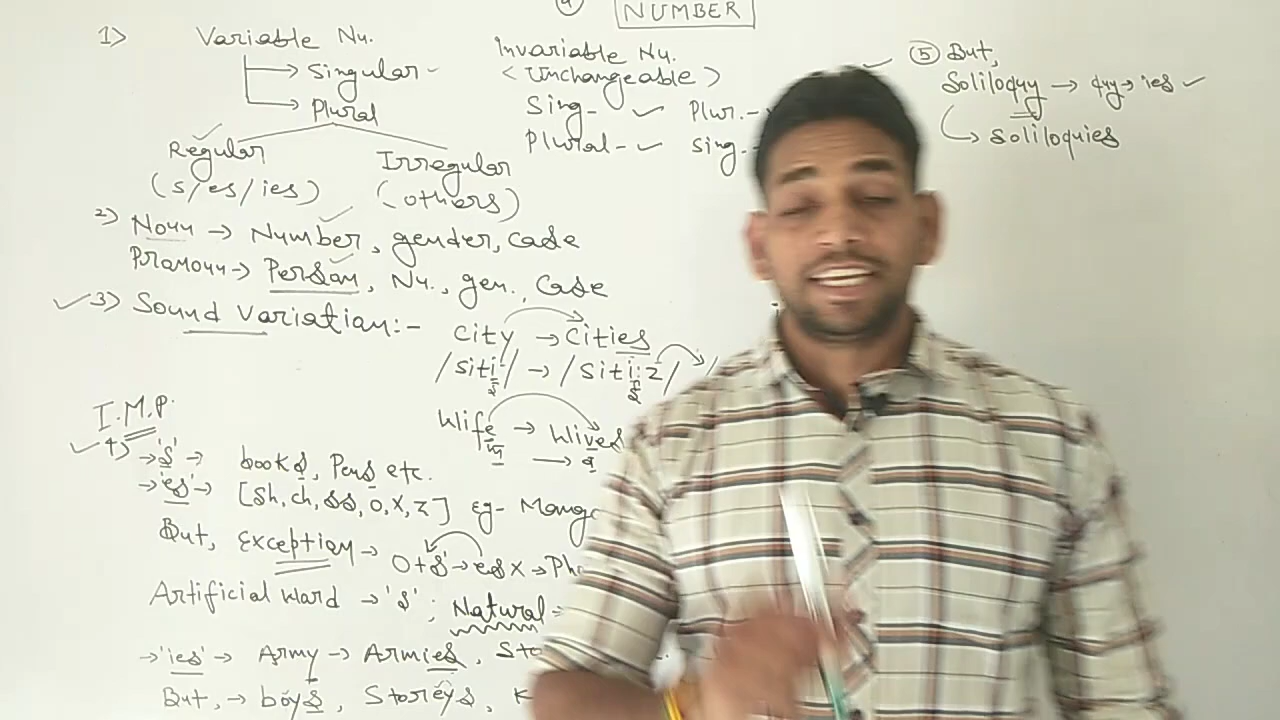 4 NUMBER
1> Variable Nu.
→ Singular
→ Plural
Regular
(s/es/ies)
Irregular
(others)
Invariable Nu.
<Unchangeable>
Sing- ✓ Plur.-
Plural- ✓ Sing.-
2) Noun → Number, gender, case
Pronoun → Person, Nu., gen., Case
✓ 3) Sound Variation:-
City → Cities
/siti/ → /siti:z/
Wife → Wives
I.M.P.
✓ 4) → 's' → books, Pens etc.
→ 'es' → [Sh, ch, ss, o, x, z] eg- Mango
But, Exception → O+s' → es x →
Artificial Word → 's' ; Natural
→ 'ies' → Army → Armies,
But, → boys, Storeys,
✓ 5 But,
Soliloquy → quy → ies ✓
→ Soliloquies